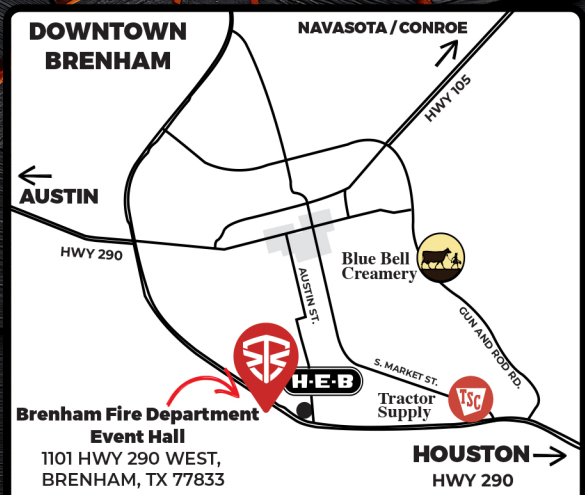 DOWNTOWN
BRENHAM
NAVASOTA / CONROE
HWY 105
AUSTIN
HWY 290
Blue Bell
Creamery
AUSTIN ST.
GUN AND ROD RD.
H-E-B
S. MARKET ST.
Tractor
Supply
TSC
Brenham Fire Department
Event Hall
1101 HWY 290 WEST,
BRENHAM, TX 77833
HOUSTON
HWY 290